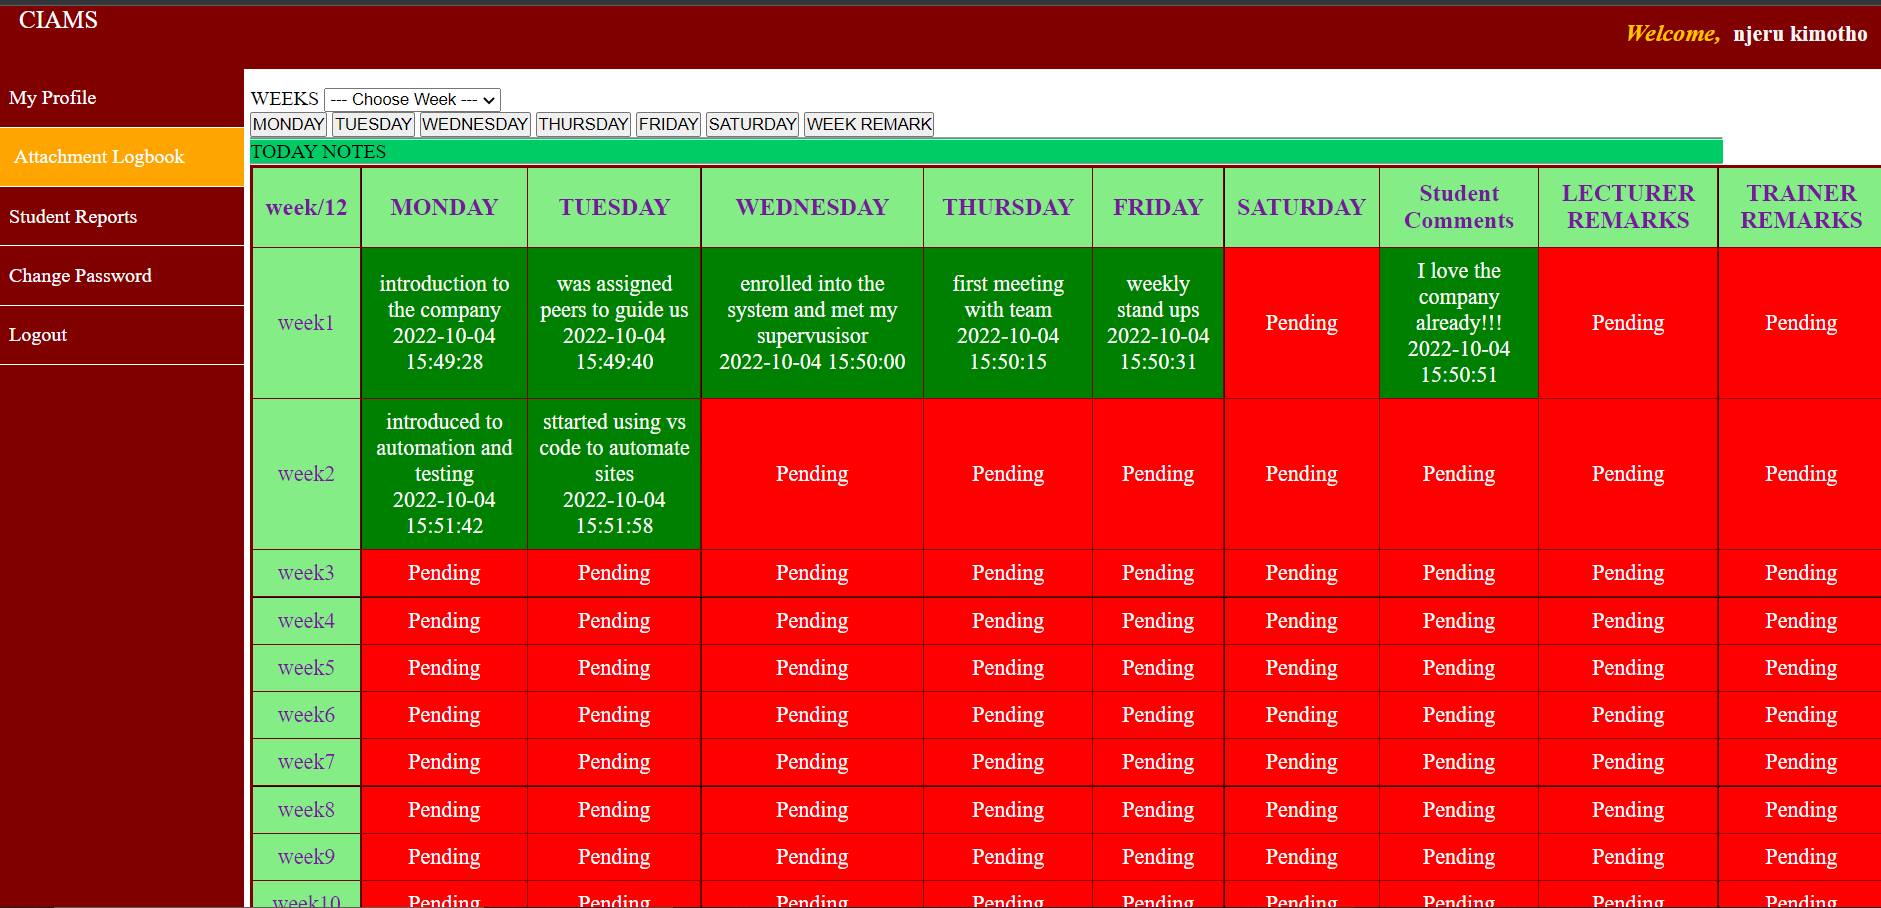 CIAMS
Welcome, njeru kimotho
My Profile
Attachment Logbook
Student Reports
Change Password
Logout
WEEKS --- Choose Week ---
MONDAY TUESDAY WEDNESDAY THURSDAY FRIDAY SATURDAY WEEK REMARK
TODAY NOTES
week/12 MONDAY TUESDAY WEDNESDAY THURSDAY FRIDAY SATURDAY Student Comments LECTURER REMARKS TRAINER REMARKS
week1
introduction to
the company
2022-10-04
15:49:28
was assigned
peers to guide us
2022-10-04
15:49:40
enrolled into the
system and met my
supervusisor
2022-10-04 15:50:00
first meeting
with team
2022-10-04
15:50:15
weekly
stand ups
2022-10-04
15:50:31
Pending
I love the
company
already!!!
2022-10-04
15:50:51
Pending
Pending
week2
introduced to
automation and
testing
2022-10-04
15:51:42
sttarted using vs
code to automate
sites
2022-10-04
15:51:58
Pending Pending Pending Pending Pending Pending Pending
week3 Pending Pending Pending Pending Pending Pending Pending Pending Pending
week4 Pending Pending Pending Pending Pending Pending Pending Pending Pending
week5 Pending Pending Pending Pending Pending Pending Pending Pending Pending
week6 Pending Pending Pending Pending Pending Pending Pending Pending Pending
week7 Pending Pending Pending Pending Pending Pending Pending Pending Pending
week8 Pending Pending Pending Pending Pending Pending Pending Pending Pending
week9 Pending Pending Pending Pending Pending Pending Pending Pending Pending
week10 Pending Pending Pending Pending Pending Pending Pending Pending Pending